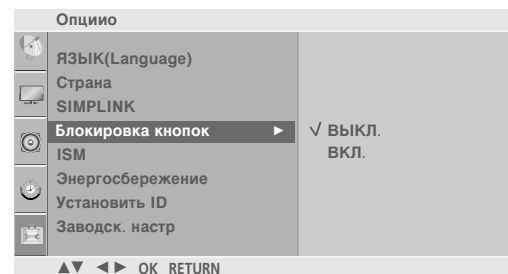 Опциио
ЯЗЫК(Language)
Страна
SIMPLINK
Блокировка кнопок ► √ ВЫКЛ.
ISM ВКЛ.
Энергосбережение
Установить ID
Заводск. настр
▲▼ ◄► OK RETURN